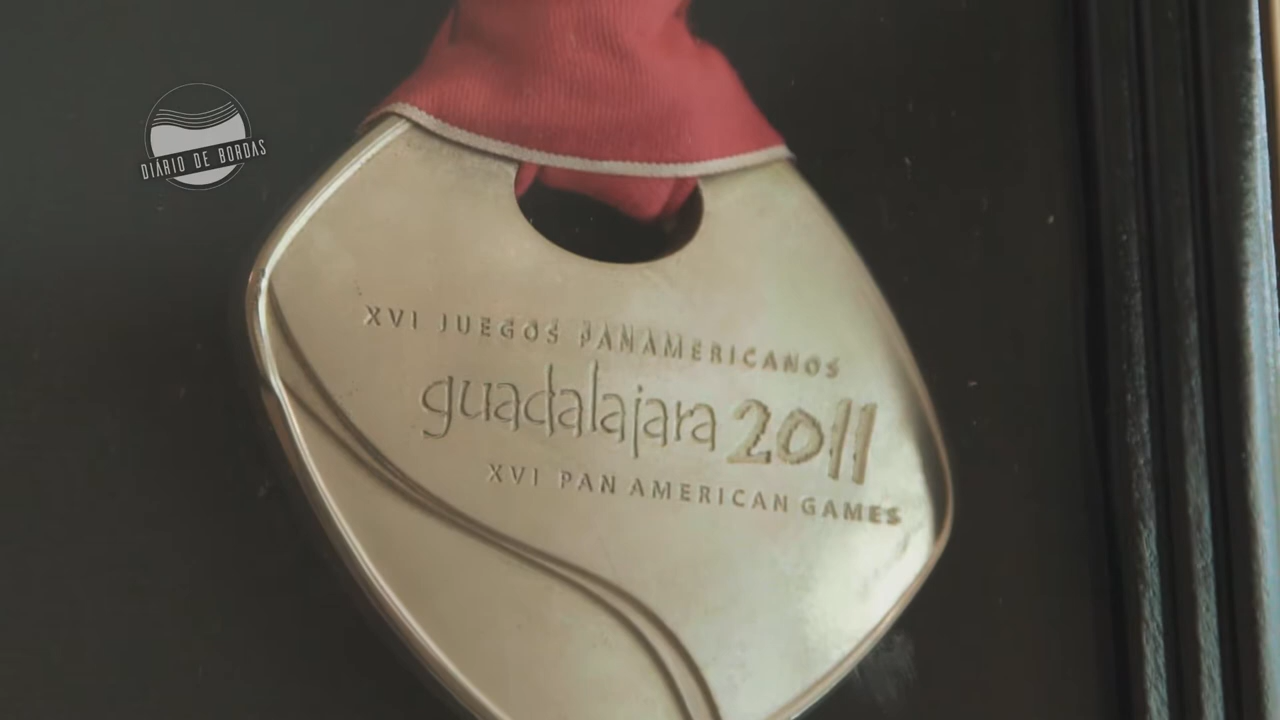 DIÁRIO DE BORDAS
XVI JUEGOS PANAMERICANOS
guadalajara 2011
XVI PAN AMERICAN GAMES